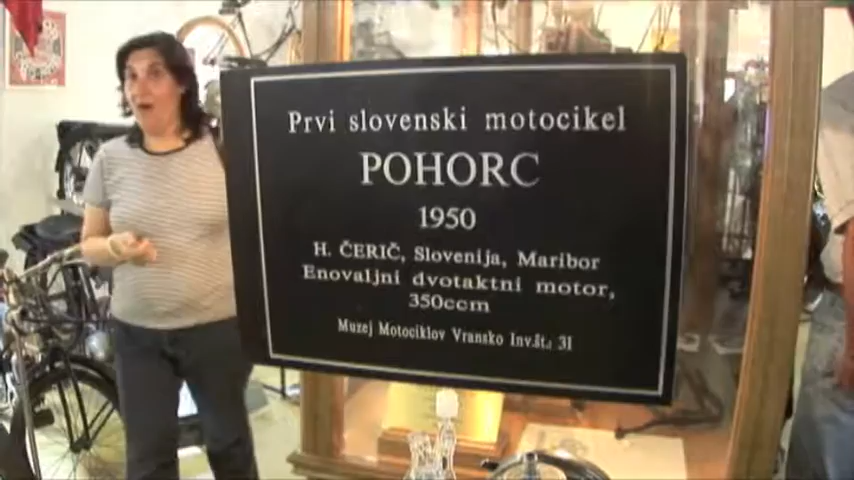 Prvi slovenski motocikel
POHORC
1950
H. ČERIČ, Slovenija, Maribor
Enovaljni dvotaktni motor,
350ccm
Muzej Motociklov Vransko Inv.št.: 31